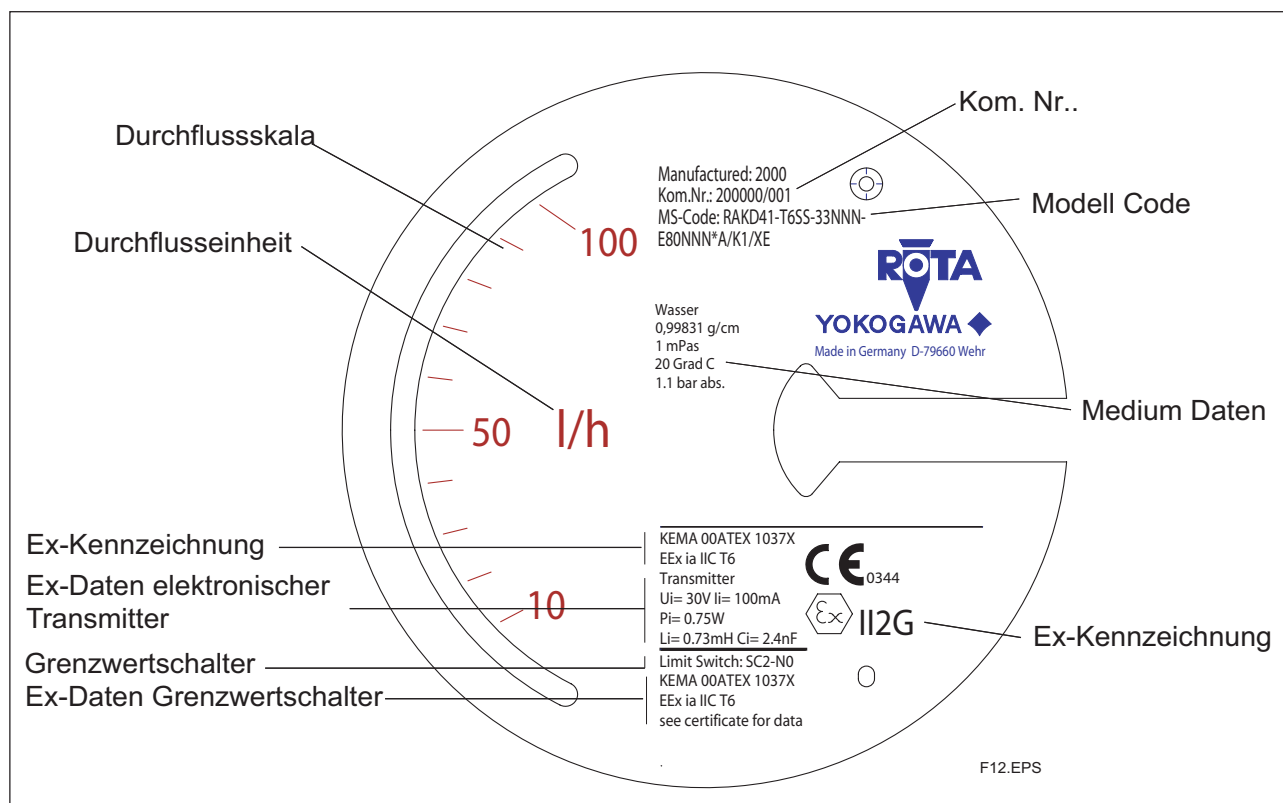 Kom. Nr..
Durchflussskala
Manufactured: 2000
Kom.Nr.: 200000/001
MS-Code: RAKD41-T6SS-33NNN-
E80NNN*A/K1/XE
Modell Code
Durchflusseinheit
100
ROTA
YOKOGAWA
Made in Germany D-79660 Wehr
Wasser
0,99831 g/cm
1 mPas
20 Grad C
1.1 bar abs.
Medium Daten
50
l/h
Ex-Kennzeichnung
KEMA 00ATEX 1037X
EEx ia IIC T6
CE 0344
Ex-Daten elektronischer
Transmitter
Transmitter
Ui= 30V Ii= 100mA
Pi= 0.75W
Li= 0.73mH Ci= 2.4nF
10
εx II2G
Ex-Kennzeichnung
Grenzwertschalter
Limit Switch: SC2-N0
Ex-Daten Grenzwertschalter
KEMA 00ATEX 1037X
EEx ia IIC T6
see certificate for data
F12.EPS